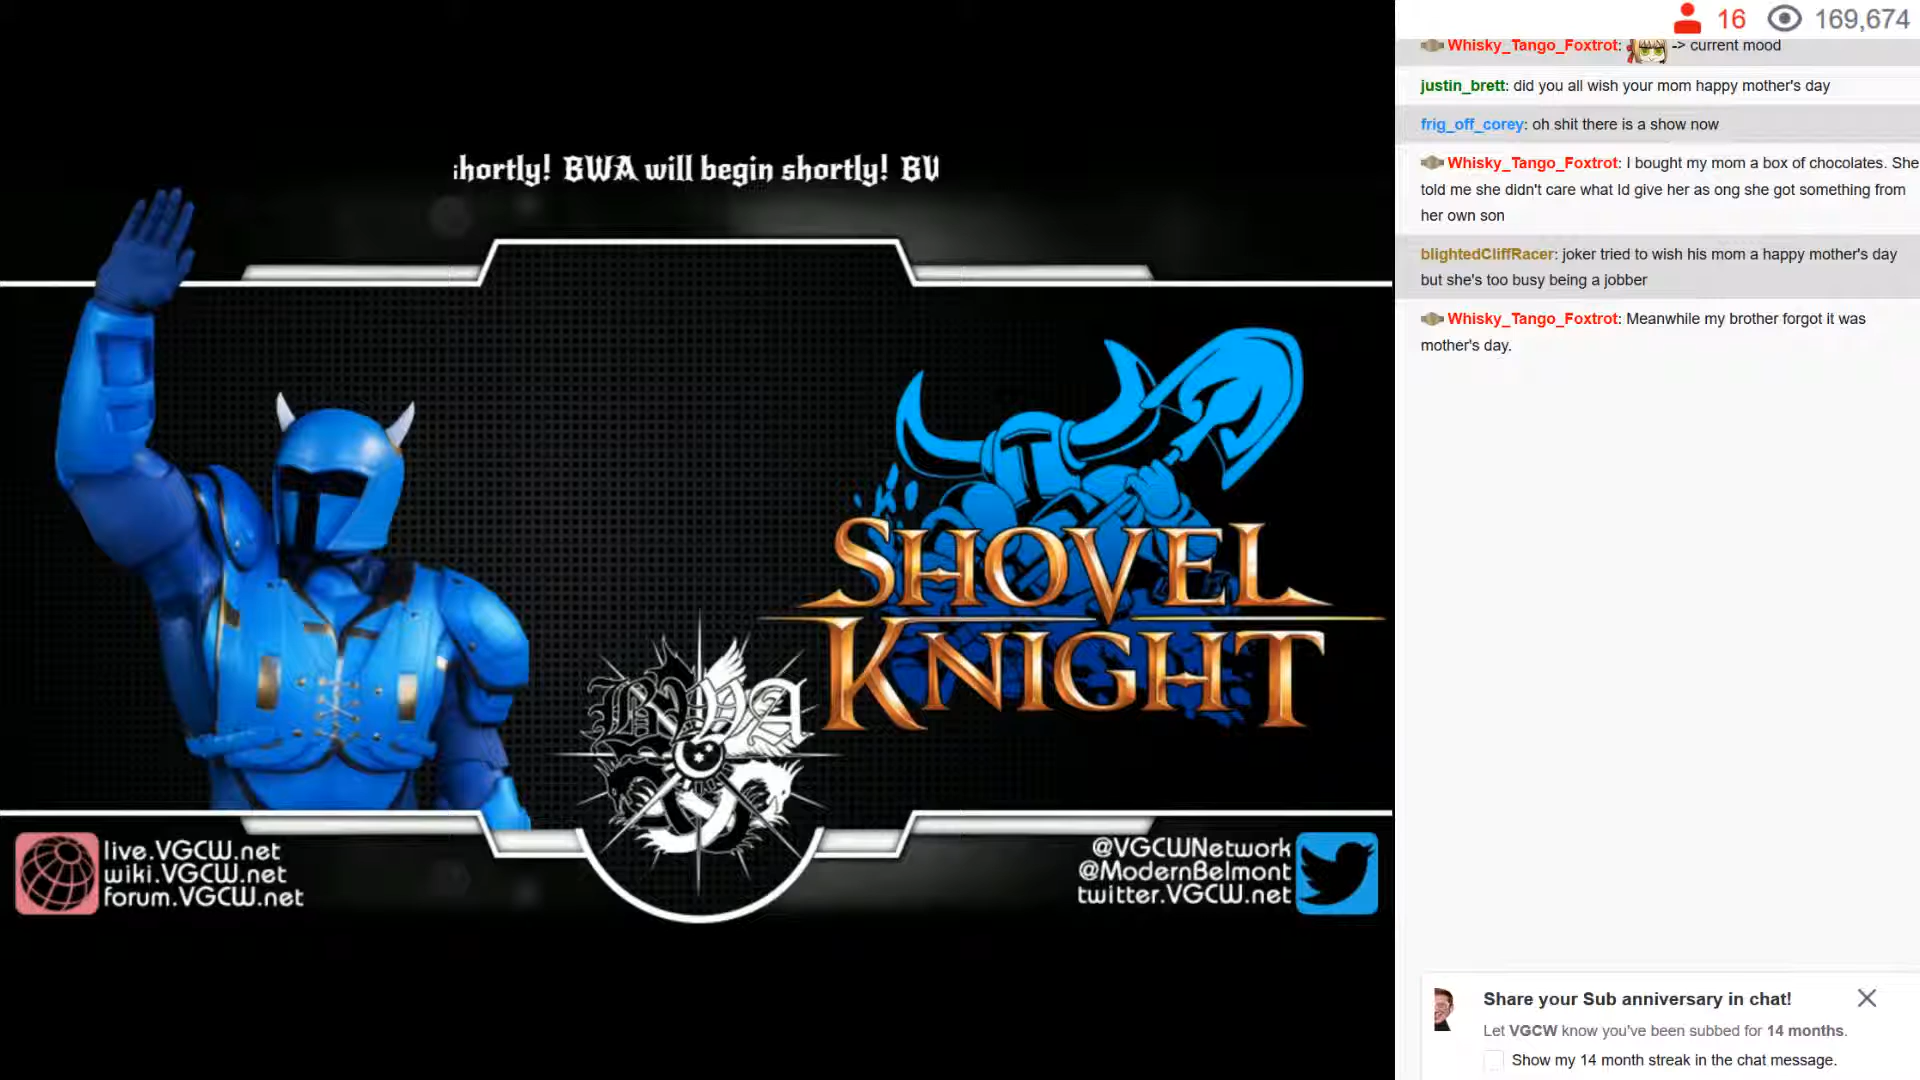 :hortly! BWA will begin shortly! BW
SHOVEL
KNIGHT
BWA
live.VGCW.net
wiki.VGCW.net
forum.VGCW.net
@VGCWNetwork
@ModernBelmont
twitter.VGCW.net
16 169,674
Whisky_Tango_Foxtrot: -> current mood
justin_brett: did you all wish your mom happy mother's day
frig_off_corey: oh shit there is a show now
Whisky_Tango_Foxtrot: I bought my mom a box of chocolates. She
told me she didn't care what Id give her as ong she got something from
her own son
blightedCliffRacer: joker tried to wish his mom a happy mother's day
but she's too busy being a jobber
Whisky_Tango_Foxtrot: Meanwhile my brother forgot it was
mother's day.
Share your Sub anniversary in chat!
Let VGCW know you've been subbed for 14 months.
Show my 14 month streak in the chat message.